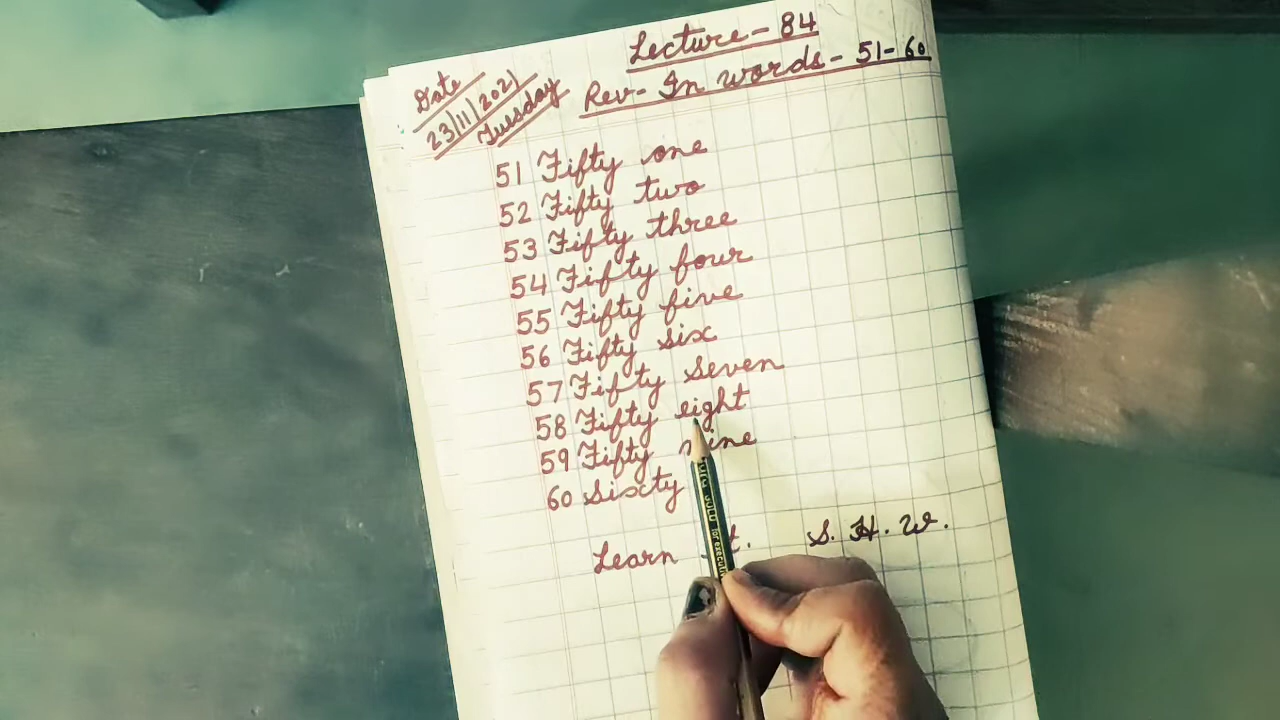 Lecture - 84
Rev - In words - 51-60
Date
23/11/2021
Tuesday
51 Fifty one
52 Fifty two
53 Fifty three
54 Fifty four
55 Fifty five
56 Fifty six
57 Fifty seven
58 Fifty eight
59 Fifty nine
60 Sixty
Learn it. S. H. W.